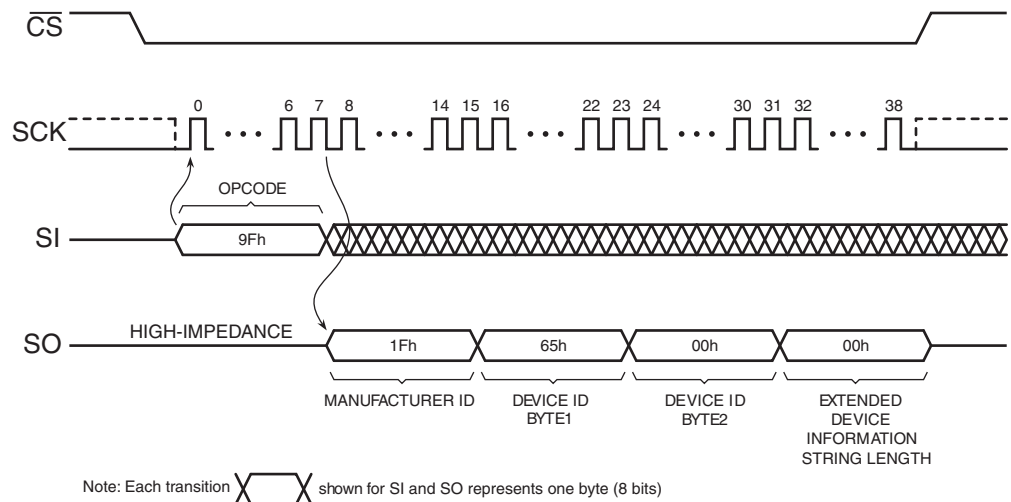 CS
0 6 7 8 14 15 16 22 23 24 30 31 32 38
SCK
OPCODE
SI
9Fh
HIGH-IMPEDANCE
SO
1Fh 65h 00h 00h
MANUFACTURER ID
DEVICE ID
BYTE1
DEVICE ID
BYTE2
EXTENDED
DEVICE
INFORMATION
STRING LENGTH
Note: Each transition shown for SI and SO represents one byte (8 bits)